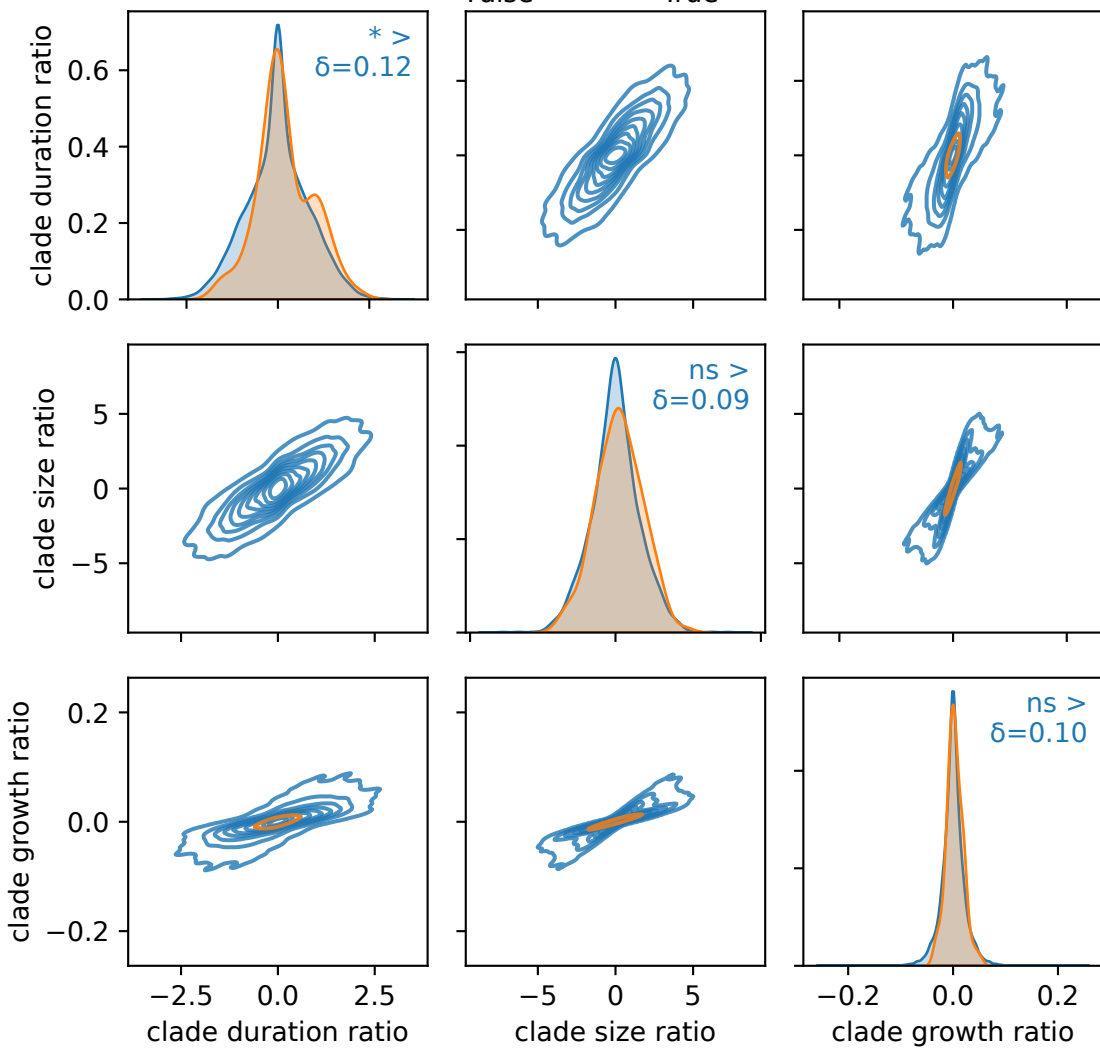 clade duration ratio
0.6
0.4
0.2
0.0
* >
δ=0.12
clade size ratio
5
0
−5
ns >
δ=0.09
clade growth ratio
0.2
0.0
−0.2
ns >
δ=0.10
−2.5 0.0 2.5
−5 0 5
−0.2 0.0 0.2
clade duration ratio
clade size ratio
clade growth ratio